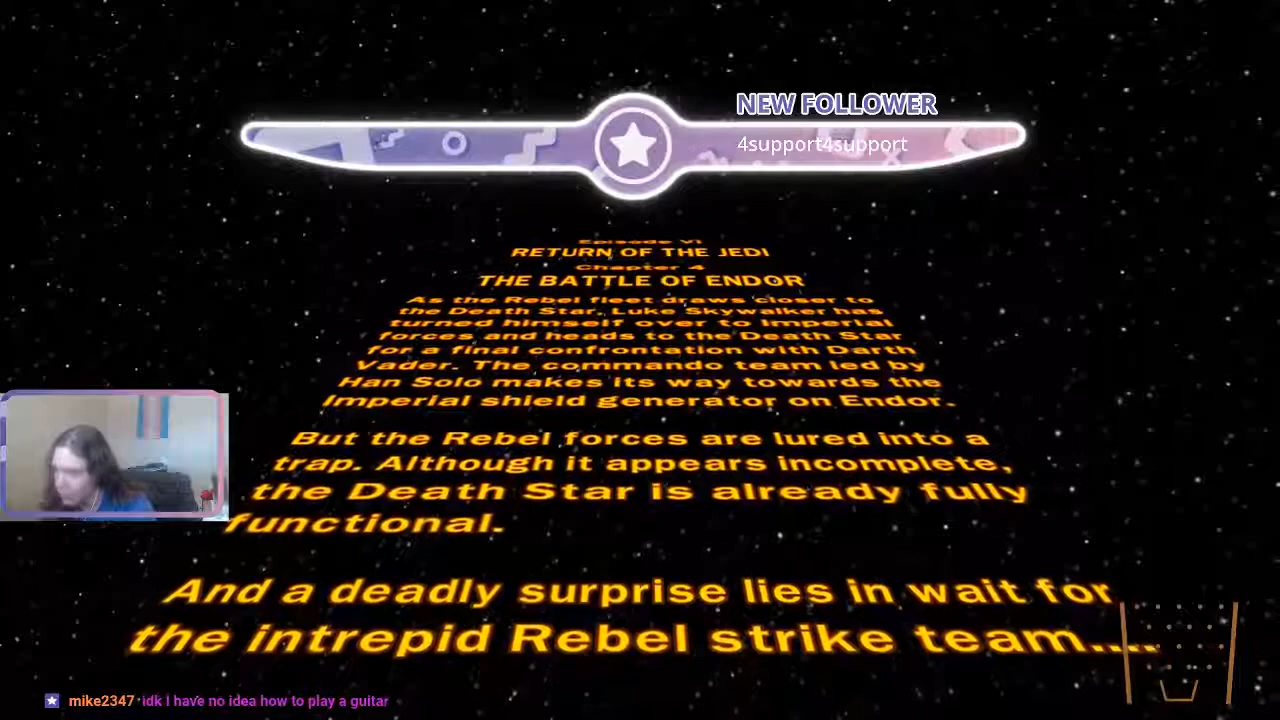 NEW FOLLOWER
4support4support
Episode VI
RETURN OF THE JEDI
Chapter 4
THE BATTLE OF ENDOR
As the Rebel fleet draws closer to
the Death Star, Luke Skywalker has
turned himself over to Imperial
forces and heads to the Death Star
for a final confrontation with Darth
Vader. The commando team led by
Han Solo makes its way towards the
Imperial shield generator on Endor.
But the Rebel forces are lured into a
trap. Although it appears incomplete,
the Death Star is already fully
functional.
And a deadly surprise lies in wait for
the intrepid Rebel strike team....
mike2347 idk I have no idea how to play a guitar